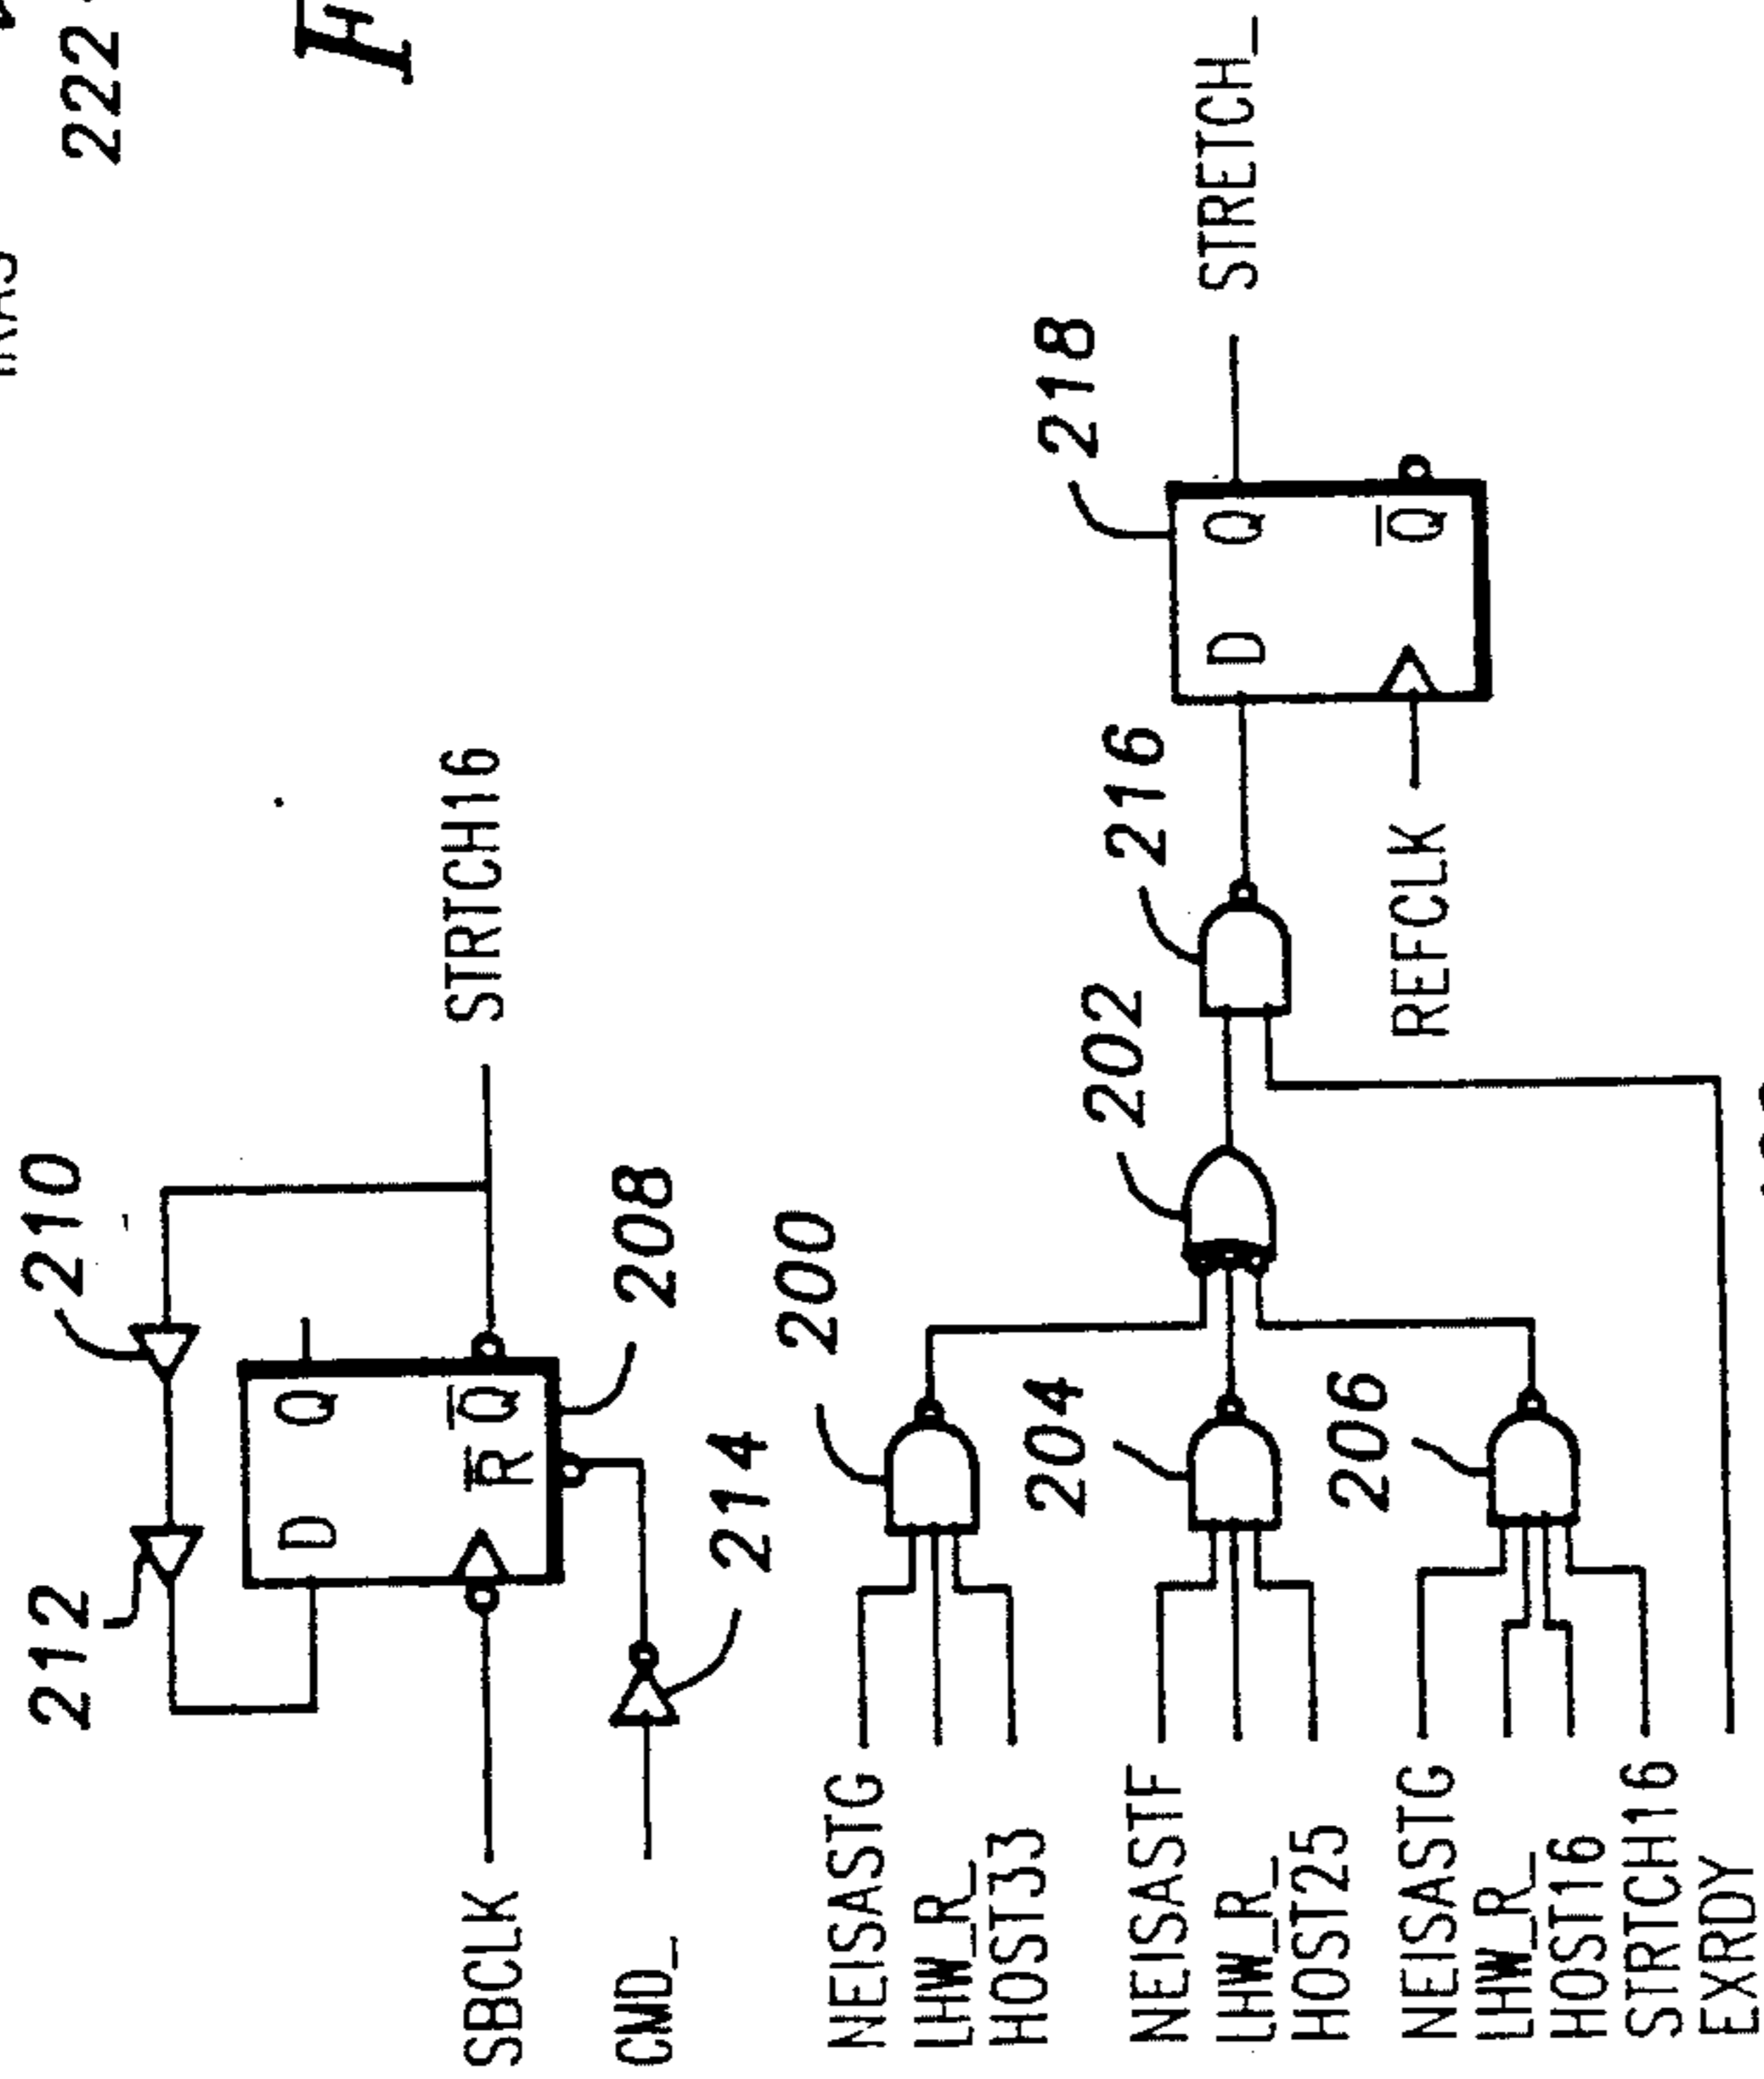 222
210
212
D
Q
R
Q
208
214
SBCLK
CMD_
STRTCH16
200
NEISASTG
LHW_R_
HOST33
204
NEISASTF
LHW_R_
HOST25
206
NEISASTG
LHW_R_
HOST16
STRTCH16
EXRDY
202
216
REFCLK
218
D
Q
Q
STRETCH_